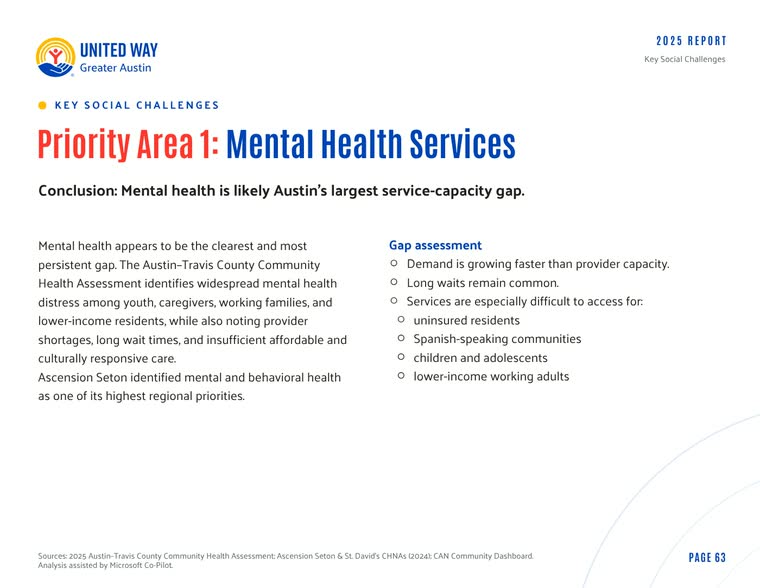 UNITED WAY
Greater Austin
2025 REPORT
Key Social Challenges
KEY SOCIAL CHALLENGES
Priority Area 1: Mental Health Services
Conclusion: Mental health is likely Austin's largest service-capacity gap.
Mental health appears to be the clearest and most
persistent gap. The Austin–Travis County Community
Health Assessment identifies widespread mental health
distress among youth, caregivers, working families, and
lower-income residents, while also noting provider
shortages, long wait times, and insufficient affordable and
culturally responsive care.
Ascension Seton identified mental and behavioral health
as one of its highest regional priorities.
Gap assessment
Demand is growing faster than provider capacity.
Long waits remain common.
Services are especially difficult to access for:
uninsured residents
Spanish-speaking communities
children and adolescents
lower-income working adults
Sources: 2025 Austin–Travis County Community Health Assessment; Ascension Seton & St. David's CHNAs (2024); CAN Community Dashboard.
Analysis assisted by Microsoft Co-Pilot.
PAGE 63